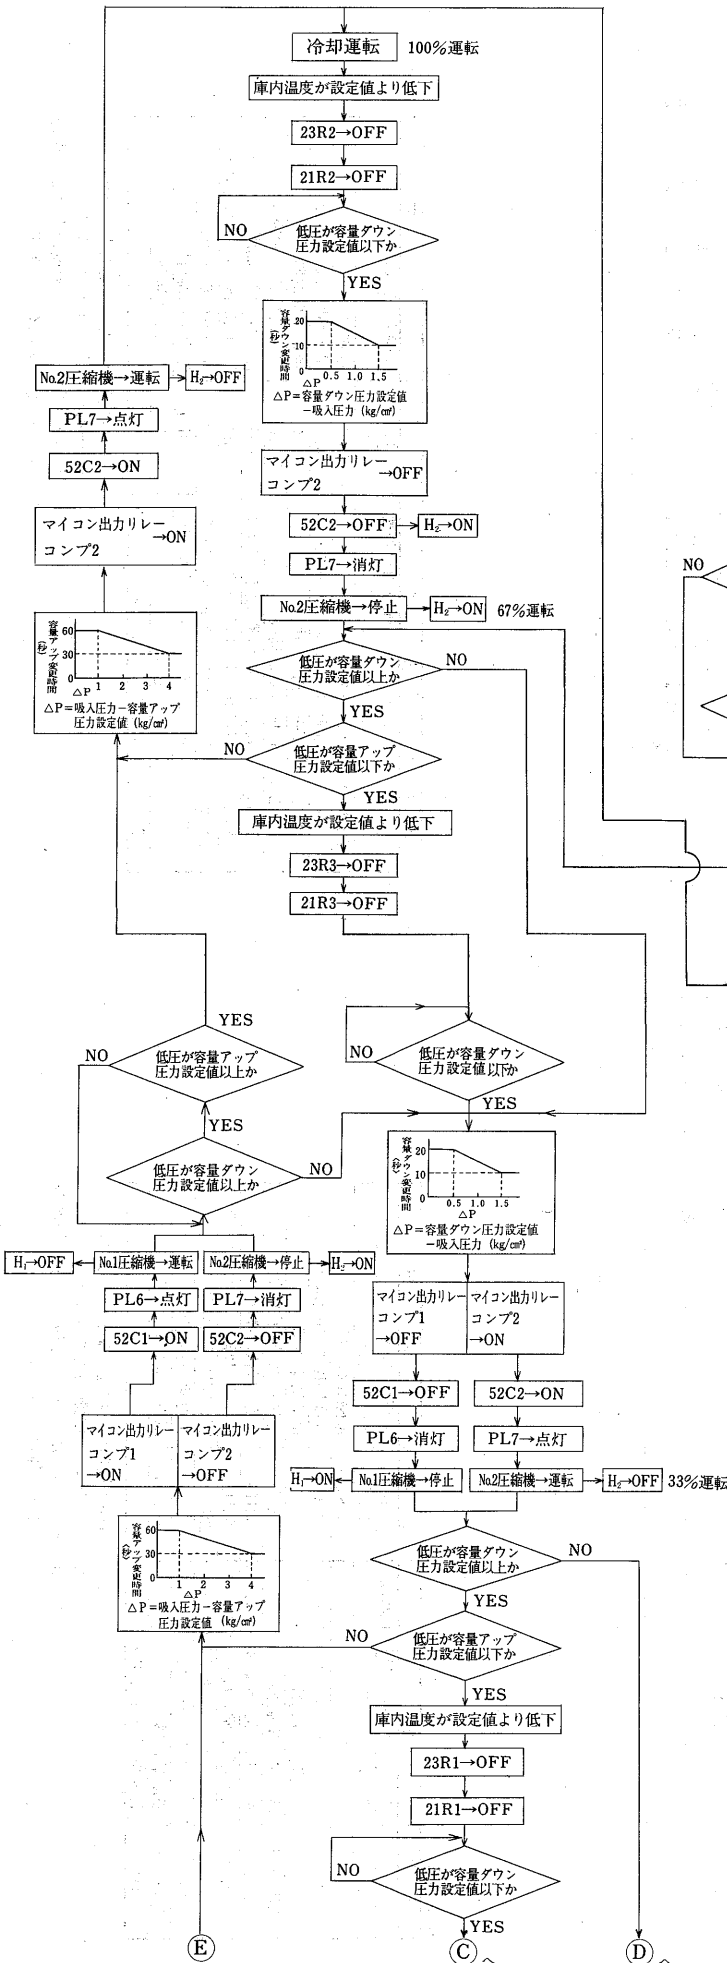 冷却運転
100%運転
庫内温度が設定値より低下
23R2→OFF
21R2→OFF
NO
低圧が容量ダウン
圧力設定値以下か
YES
容量ダウン変更時間
(秒)
20
10
0
0.5 1.0 1.5
△P
△P=容量ダウン圧力設定値
－吸入圧力 (kg/c㎡)
マイコン出力リレー
コンプ2
→OFF
52C2→OFF
H₂→ON
PL7→消灯
No.2圧縮機→停止
H₂→ON
67%運転
No.2圧縮機→運転
H₂→OFF
PL7→点灯
52C2→ON
マイコン出力リレー
コンプ2
→ON
容量アップ変更時間
(秒)
60
30
0
1 2 3 4
△P
△P=吸入圧力－容量アップ
圧力設定値 (kg/c㎡)
NO
低圧が容量ダウン
圧力設定値以上か
NO
YES
低圧が容量アップ
圧力設定値以下か
NO
YES
庫内温度が設定値より低下
23R3→OFF
21R3→OFF
YES
低圧が容量アップ
圧力設定値以上か
NO
YES
低圧が容量ダウン
圧力設定値以上か
NO
低圧が容量ダウン
圧力設定値以下か
NO
YES
容量ダウン変更時間
(秒)
20
10
0
0.5 1.0 1.5
△P
△P=容量ダウン圧力設定値
－吸入圧力 (kg/c㎡)
H₁→OFF
No.1圧縮機→運転
No.2圧縮機→停止
H₂→ON
PL6→点灯
PL7→消灯
52C1→ON
52C2→OFF
マイコン出力リレー
コンプ1
→ON
マイコン出力リレー
コンプ2
→OFF
マイコン出力リレー
コンプ1
→OFF
マイコン出力リレー
コンプ2
→ON
52C1→OFF
52C2→ON
PL6→消灯
PL7→点灯
H₁→ON
No.1圧縮機→停止
No.2圧縮機→運転
H₂→OFF
33%運転
容量アップ変更時間
(秒)
60
30
0
1 2 3 4
△P
△P=吸入圧力－容量アップ
圧力設定値 (kg/c㎡)
低圧が容量ダウン
圧力設定値以上か
NO
YES
低圧が容量アップ
圧力設定値以下か
NO
YES
庫内温度が設定値より低下
23R1→OFF
21R1→OFF
NO
低圧が容量ダウン
圧力設定値以下か
YES
E
C
D